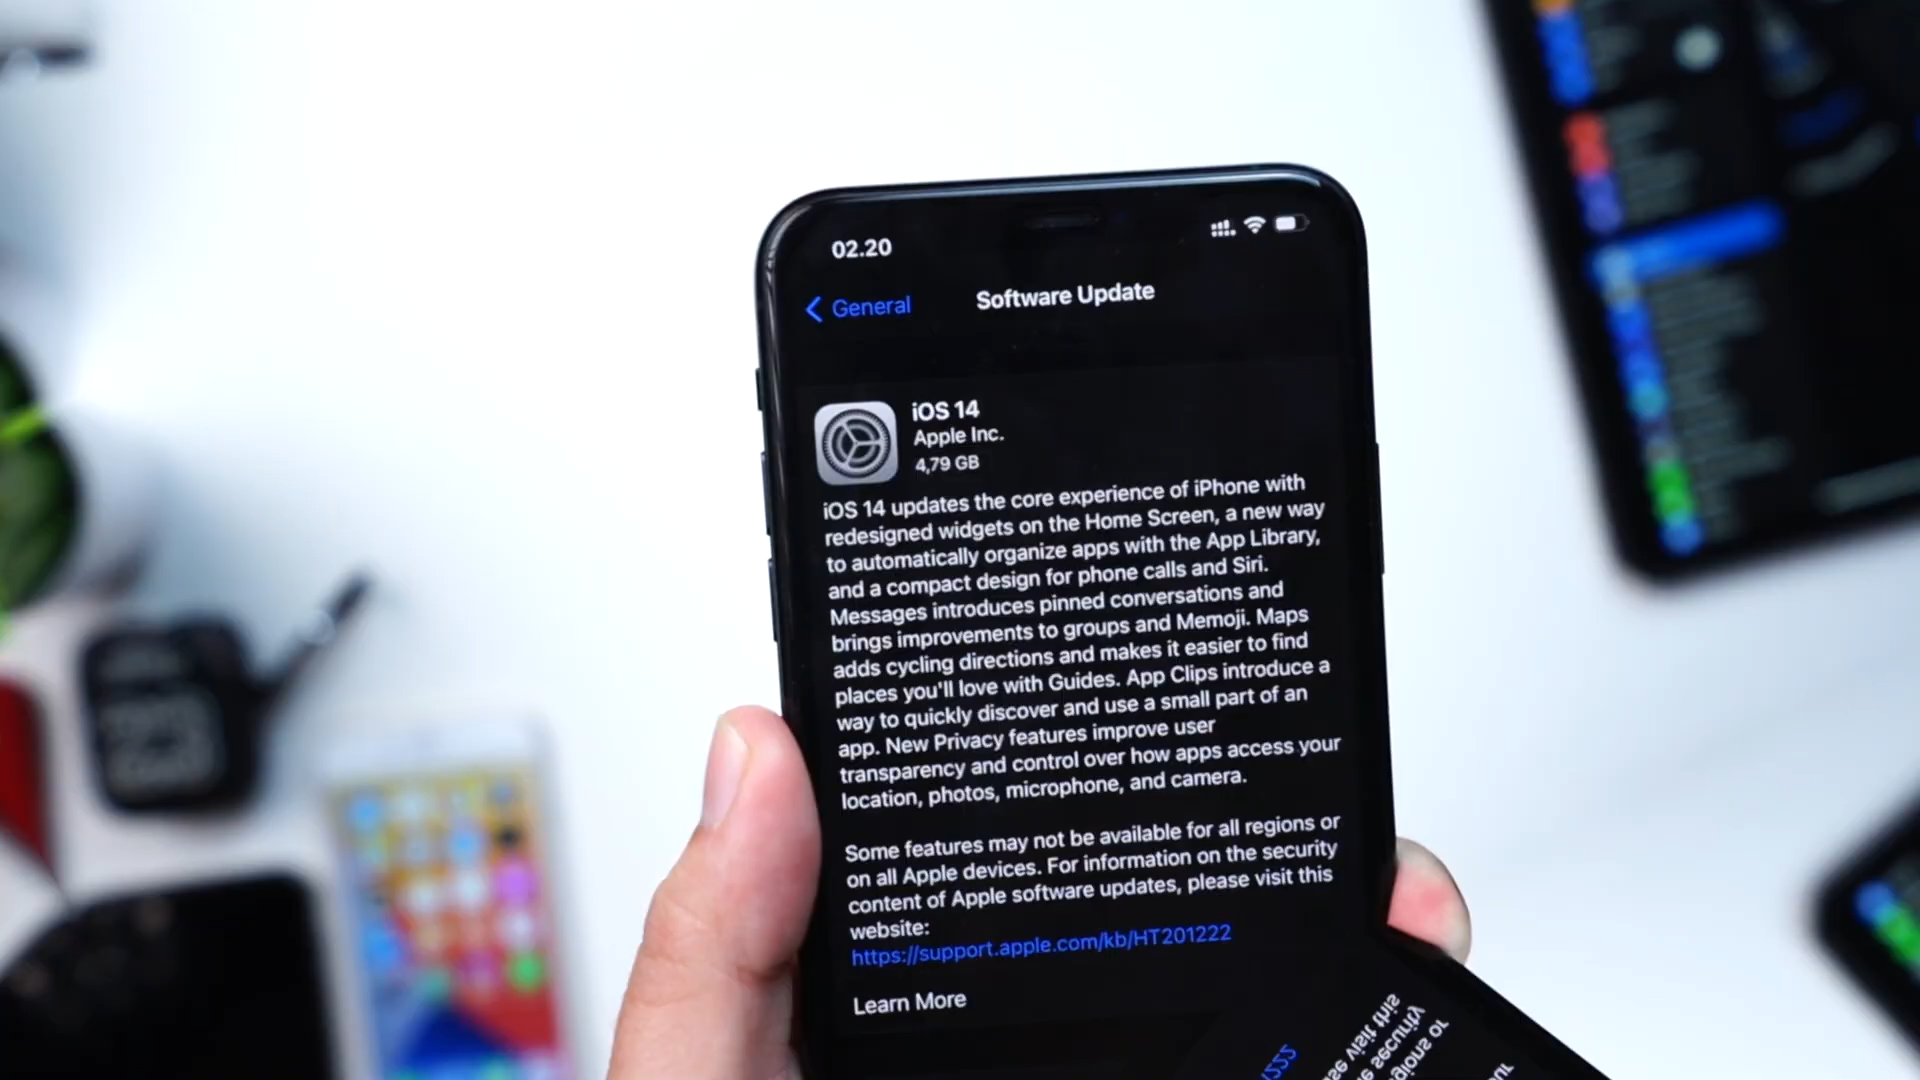 02.20
General
Software Update
iOS 14
Apple Inc.
4,79 GB
iOS 14 updates the core experience of iPhone with
redesigned widgets on the Home Screen, a new way
to automatically organize apps with the App Library,
and a compact design for phone calls and Siri.
Messages introduces pinned conversations and
brings improvements to groups and Memoji. Maps
adds cycling directions and makes it easier to find
places you'll love with Guides. App Clips introduce a
way to quickly discover and use a small part of an
app. New Privacy features improve user
transparency and control over how apps access your
location, photos, microphone, and camera.
Some features may not be available for all regions or
on all Apple devices. For information on the security
content of Apple software updates, please visit this
website:
https://support.apple.com/kb/HT201222
Learn More